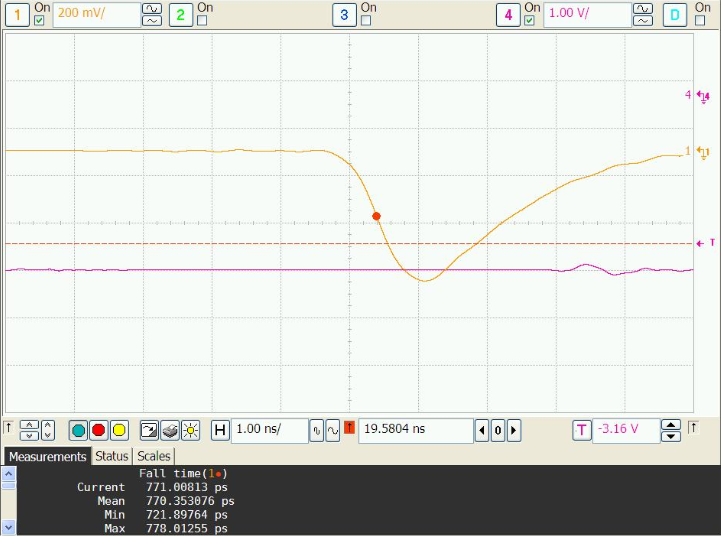 1 On 200 mV/ 2 On 3 On 4 On 1.00 V/ D On
4 4
1 1
T
H 1.00 ns/ T 19.5804 ns 0 T -3.16 V
Measurements Status Scales
Fall time(1●)
Current 771.00813 ps
Mean 770.353076 ps
Min 721.89764 ps
Max 778.01255 ps